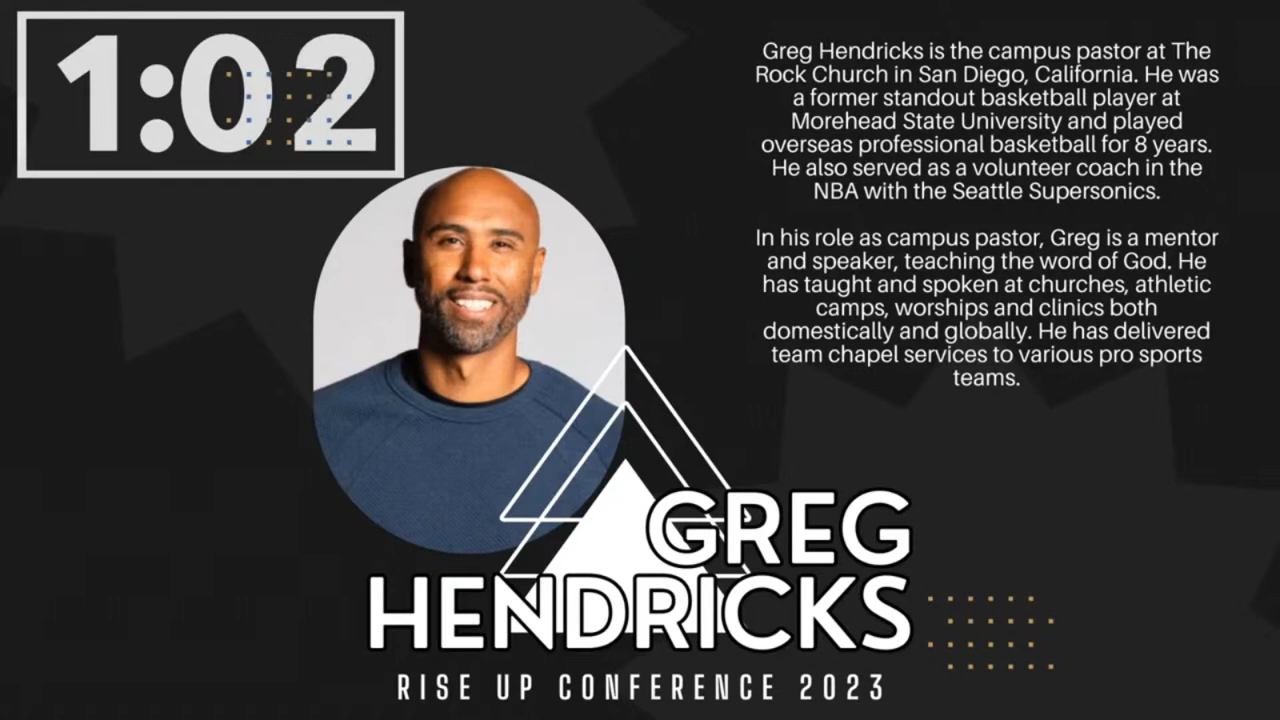 1:02
Greg Hendricks is the campus pastor at The
Rock Church in San Diego, California. He was
a former standout basketball player at
Morehead State University and played
overseas professional basketball for 8 years.
He also served as a volunteer coach in the
NBA with the Seattle Supersonics.
In his role as campus pastor, Greg is a mentor
and speaker, teaching the word of God. He
has taught and spoken at churches, athletic
camps, worships and clinics both
domestically and globally. He has delivered
team chapel services to various pro sports
teams.
GREG
HENDRICKS
RISE UP CONFERENCE 2023